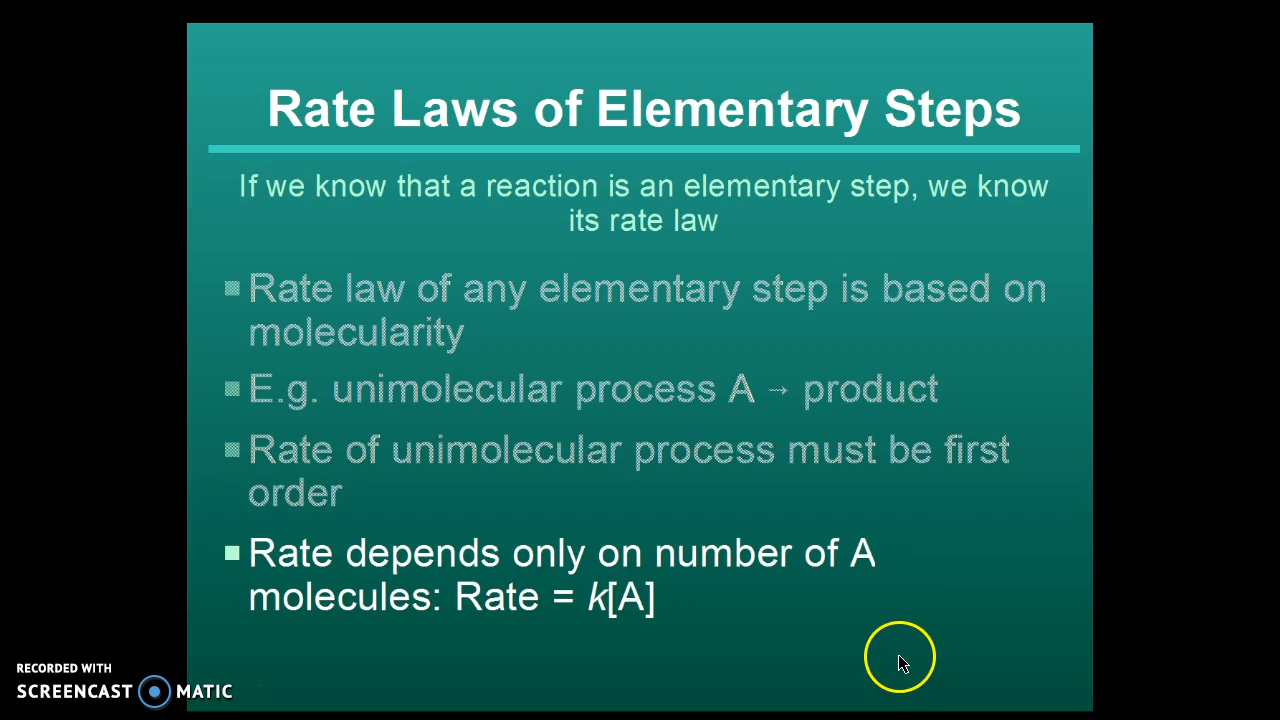 Rate Laws of Elementary Steps
If we know that a reaction is an elementary step, we know
its rate law
Rate law of any elementary step is based on
molecularity
E.g. unimolecular process A → product
Rate of unimolecular process must be first
order
Rate depends only on number of A
molecules: Rate = k[A]
RECORDED WITH
SCREENCAST MATIC